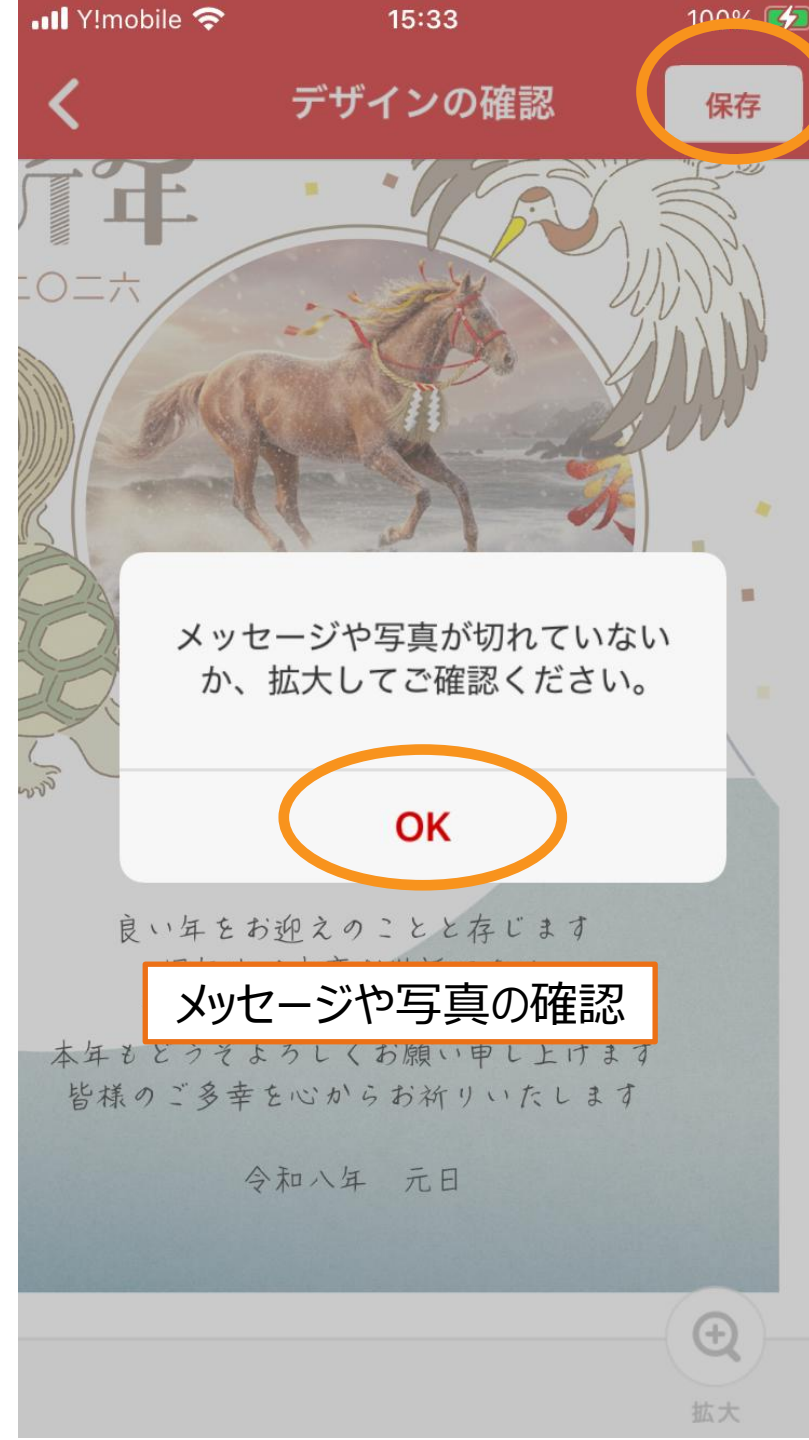 Y!mobile 15:33 100%
デザインの確認
保存
新年
二〇二六
メッセージや写真が切れていない
か、拡大してご確認ください。
OK
良い年をお迎えのことと存じます
メッセージや写真の確認
本年もどうぞよろしくお願い申し上げます
皆様のご多幸を心からお祈りいたします
令和八年 元日
拡大